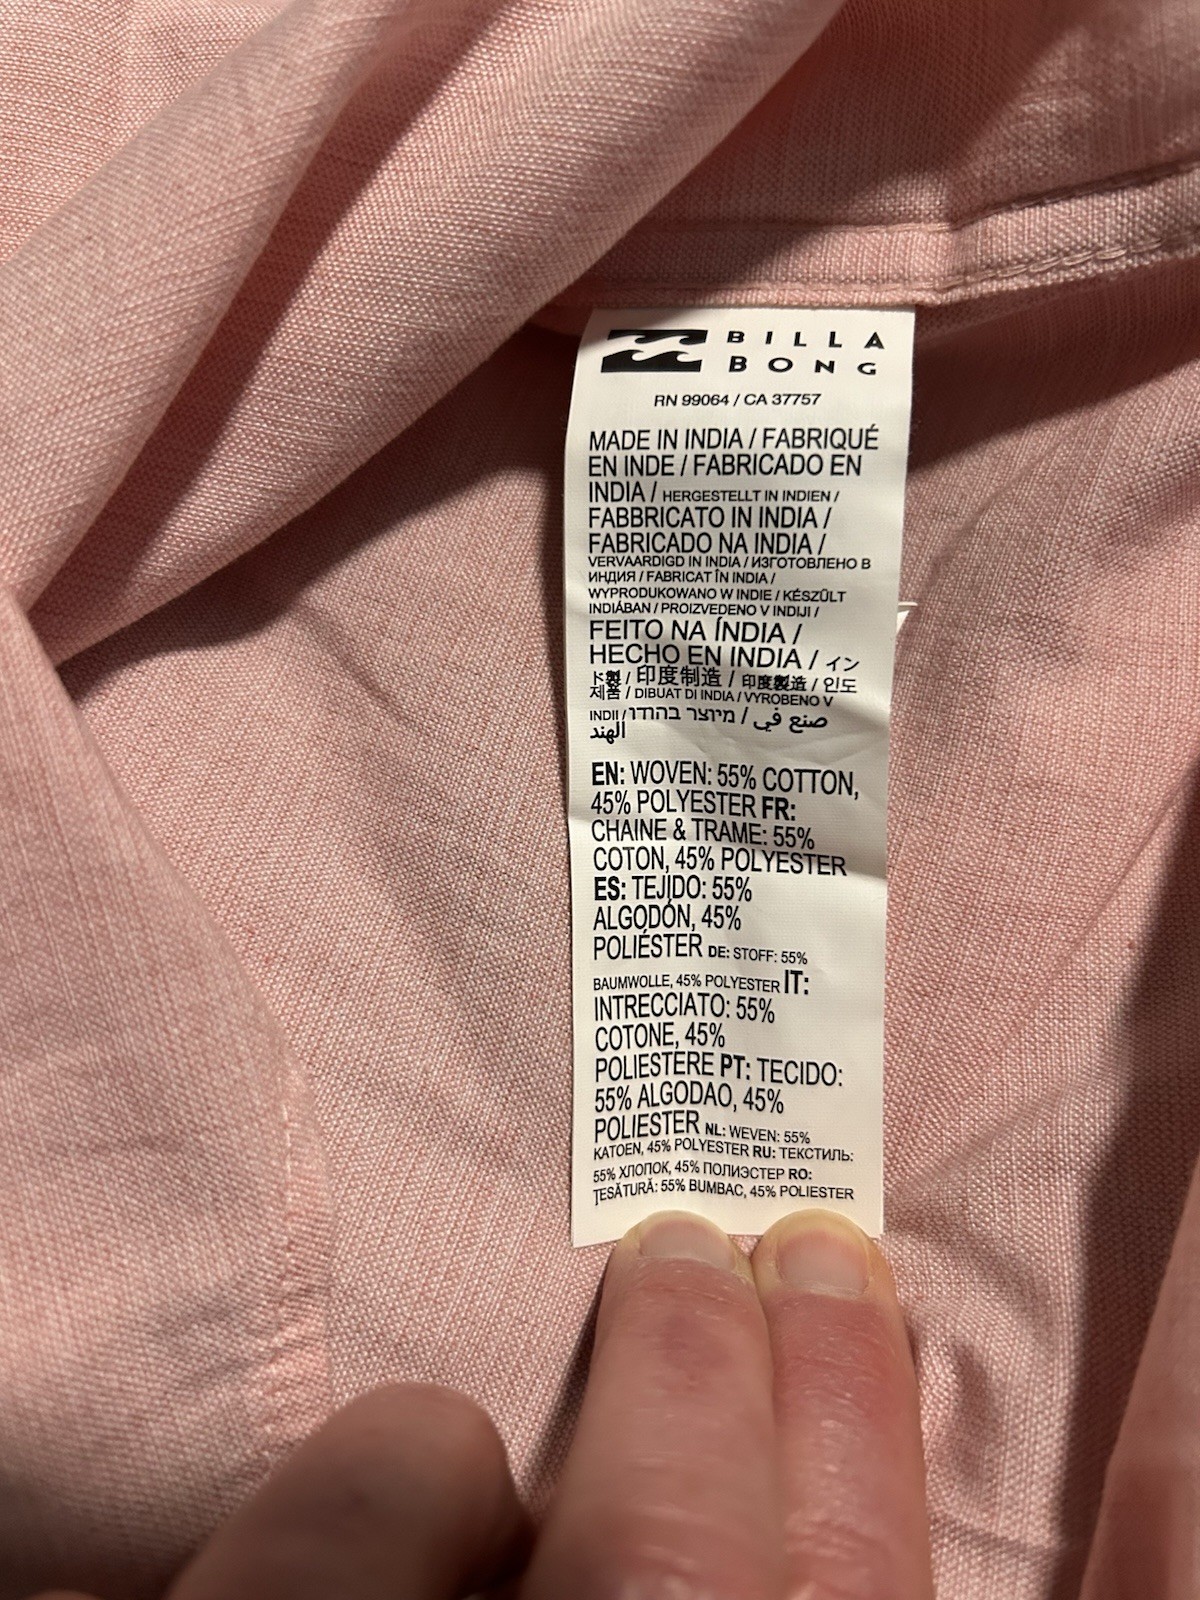 BILLA
BONG
RN 99064 / CA 37757
MADE IN INDIA / FABRIQUÉ
EN INDE / FABRICADO EN
INDIA / HERGESTELLT IN INDIEN /
FABBRICATO IN INDIA /
FABRICADO NA INDIA /
VERVAARDIGD IN INDIA / ИЗГОТОВЛЕНО В
ИНДИЯ / FABRICAT ÎN INDIA /
WYPRODUKOWANO W INDIE / KÉSZÜLT
INDIÁBAN / PROIZVEDENO V INDIJI /
FEITO NA ÍNDIA /
HECHO EN INDIA / イン
ド製 / 印度制造 / 印度製造 / 인도
제품 / DIBUAT DI INDIA / VYROBENO V
INDII / מיוצר בהודו / صنع في
الهند
EN: WOVEN: 55% COTTON,
45% POLYESTER FR:
CHAINE & TRAME: 55%
COTON, 45% POLYESTER
ES: TEJIDO: 55%
ALGODÓN, 45%
POLIÉSTER DE: STOFF: 55%
BAUMWOLLE, 45% POLYESTER IT:
INTRECCIATO: 55%
COTONE, 45%
POLIESTERE PT: TECIDO:
55% ALGODAO, 45%
POLIESTER NL: WEVEN: 55%
KATOEN, 45% POLYESTER RU: ТЕКСТИЛЬ:
55% ХЛОПОК, 45% ПОЛИЭСТЕР RO:
ŢESĂTURĂ: 55% BUMBAC, 45% POLIESTER